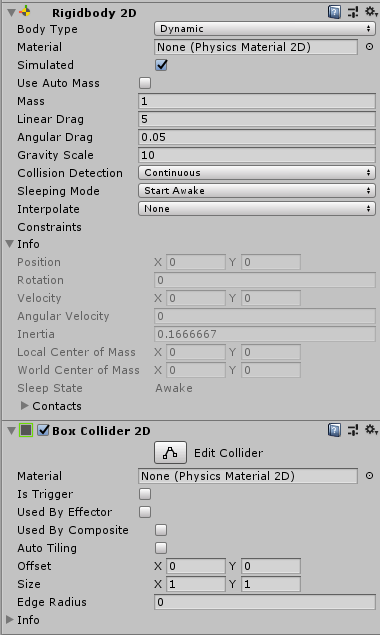 Rigidbody 2D
Body Type Dynamic
Material None (Physics Material 2D)
Simulated
Use Auto Mass
Mass 1
Linear Drag 5
Angular Drag 0.05
Gravity Scale 10
Collision Detection Continuous
Sleeping Mode Start Awake
Interpolate None
Constraints
Info
Position X 0 Y 0
Rotation 0
Velocity X 0 Y 0
Angular Velocity 0
Inertia 0.1666667
Local Center of Mass X 0 Y 0
World Center of Mass X 0 Y 0
Sleep State Awake
Contacts
Box Collider 2D
Edit Collider
Material None (Physics Material 2D)
Is Trigger
Used By Effector
Used By Composite
Auto Tiling
Offset X 0 Y 0
Size X 1 Y 1
Edge Radius 0
Info